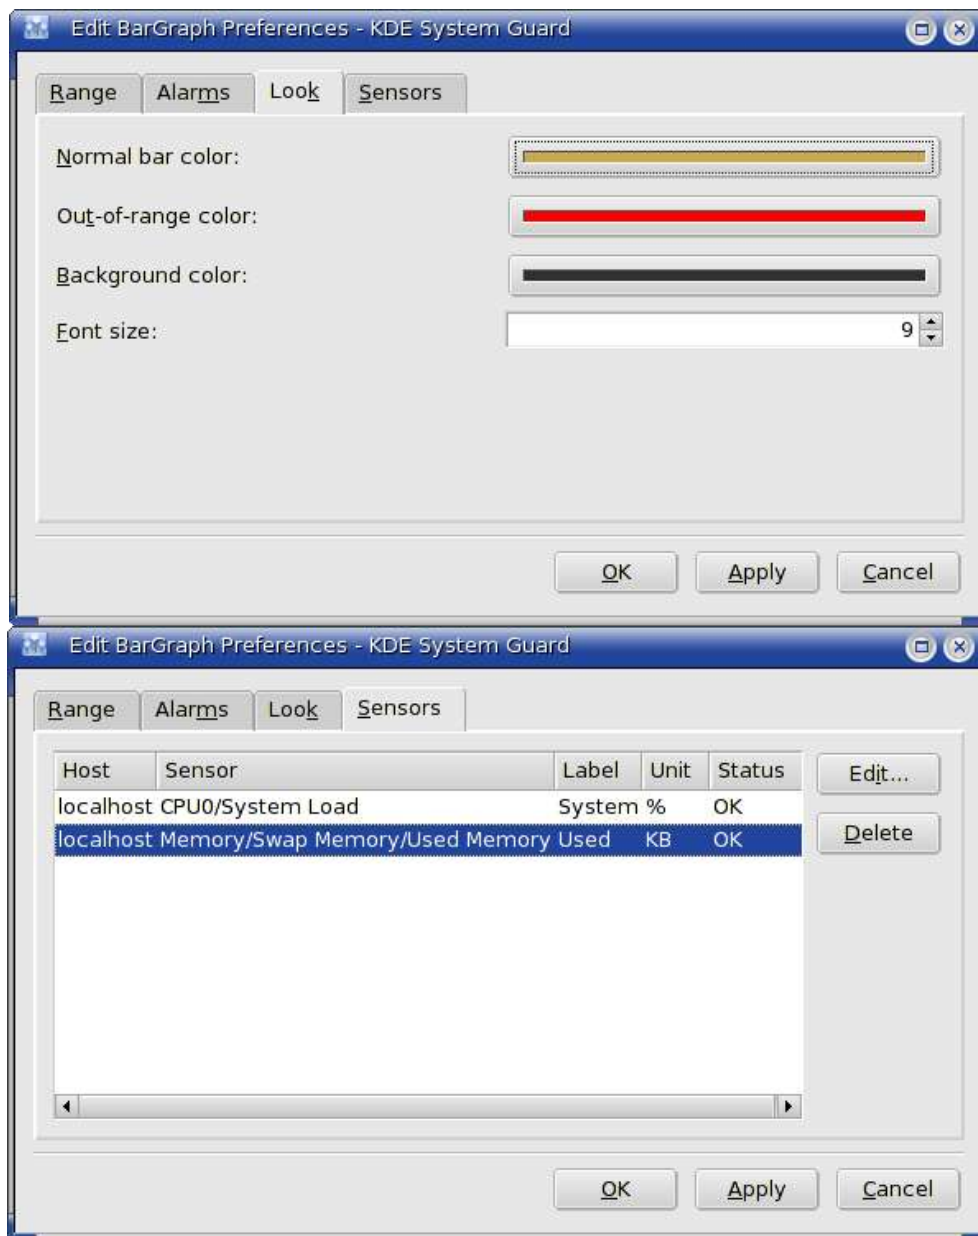 Edit BarGraph Preferences - KDE System Guard
Range Alarms Look Sensors
Normal bar color:
Out-of-range color:
Background color:
Font size: 9
OK Apply Cancel
Edit BarGraph Preferences - KDE System Guard
Range Alarms Look Sensors
Host Sensor Label Unit Status Edit...
localhost CPU0/System Load System % OK
localhost Memory/Swap Memory/Used Memory Used KB OK Delete
OK Apply Cancel